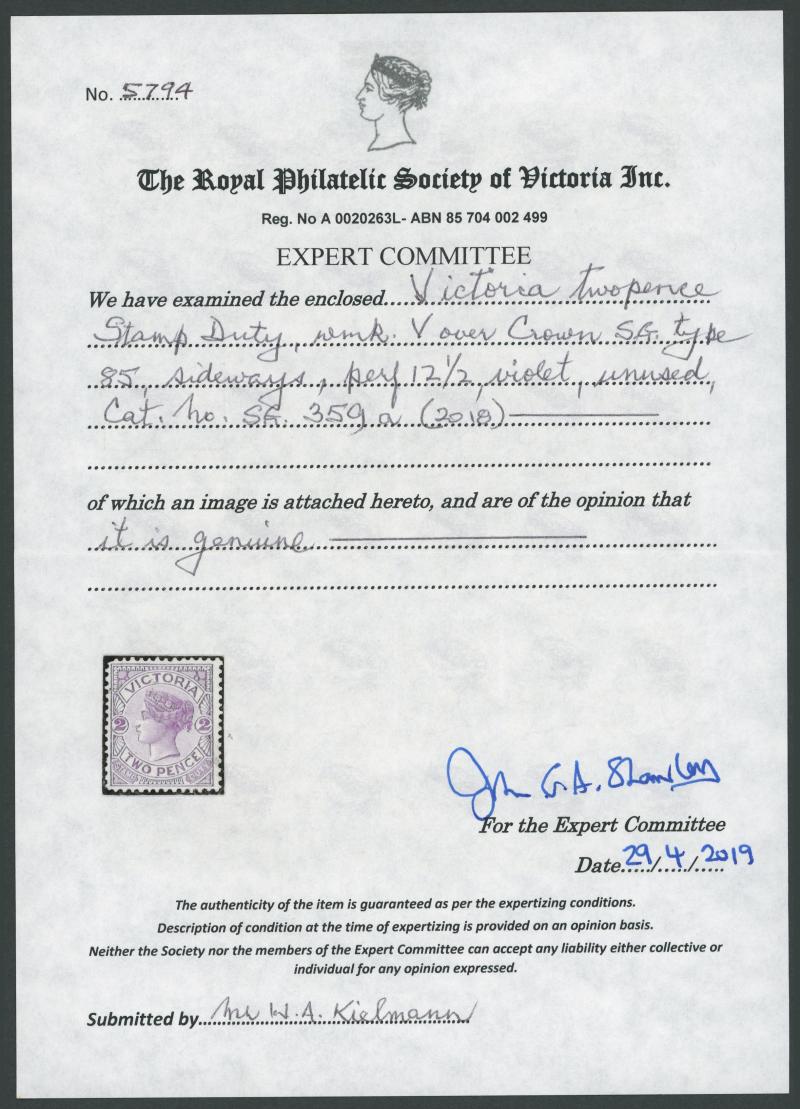 No. 5794
The Royal Philatelic Society of Victoria Inc.
Reg. No A 0020263L- ABN 85 704 002 499
EXPERT COMMITTEE
We have examined the enclosed Victoria twopence
Stamp Duty, wmk. V over Crown SG. type
85, sideways, perf 12½, violet, unused,
Cat. No. SG. 359a (2018)
of which an image is attached hereto, and are of the opinion that
it is genuine
VICTORIA
2 2
TWO PENCE
John G.A.
For the Expert Committee
Date 29/4/2019
The authenticity of the item is guaranteed as per the expertizing conditions.
Description of condition at the time of expertizing is provided on an opinion basis.
Neither the Society nor the members of the Expert Committee can accept any liability either collective or
individual for any opinion expressed.
Submitted by Mr W.A. Kielmann